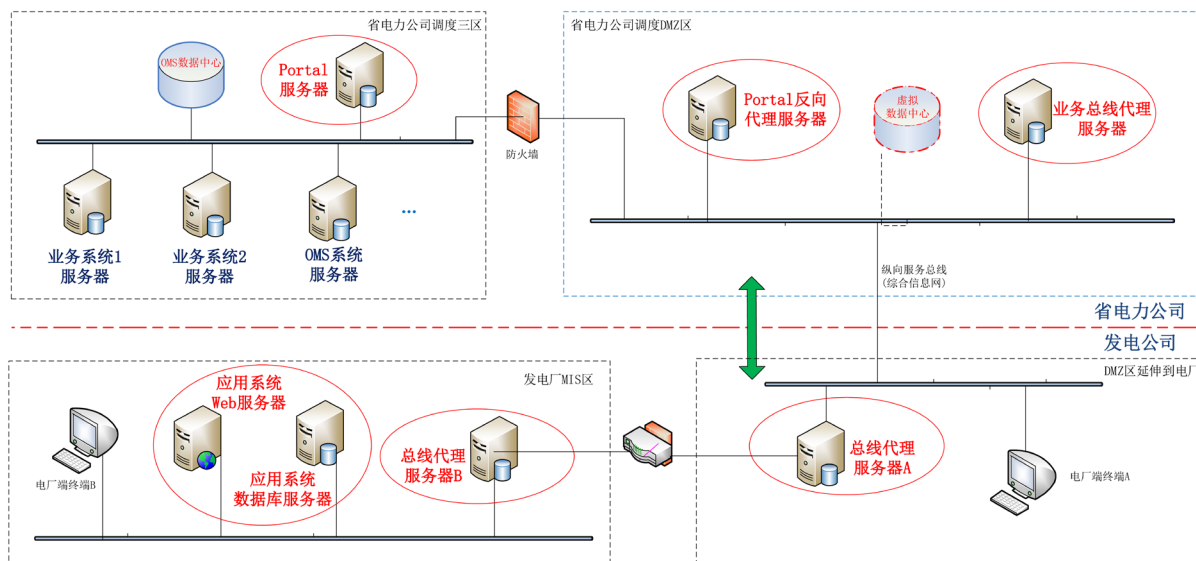 省电力公司调度三区
OMS数据中心
Portal
服务器
业务系统1
服务器
业务系统2
服务器
OMS系统
服务器
...
防火墙
省电力公司调度DMZ区
Portal反向
代理服务器
虚拟
数据中心
业务总线代理
服务器
纵向服务总线
(综合信息网)
省电力公司
发电公司
发电厂MIS区
电厂端终端B
应用系统
Web服务器
应用系统
数据库服务器
总线代理
服务器B
DMZ区延伸到电厂
总线代理
服务器A
电厂端终端A